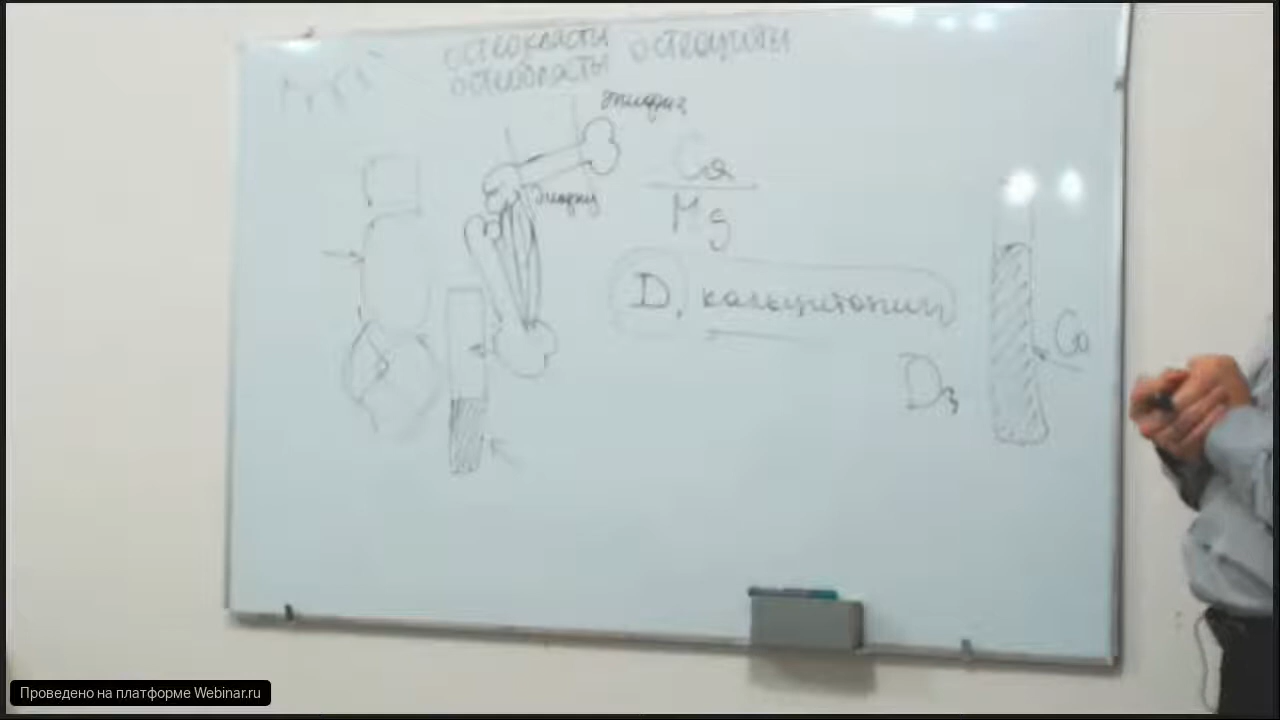 остеокласты остеоциты
остеобласты
Эпифиз
Ca
Диафиз
Mg
D, кальцитонин
Ca
D3
Проведено на платформе Webinar.ru